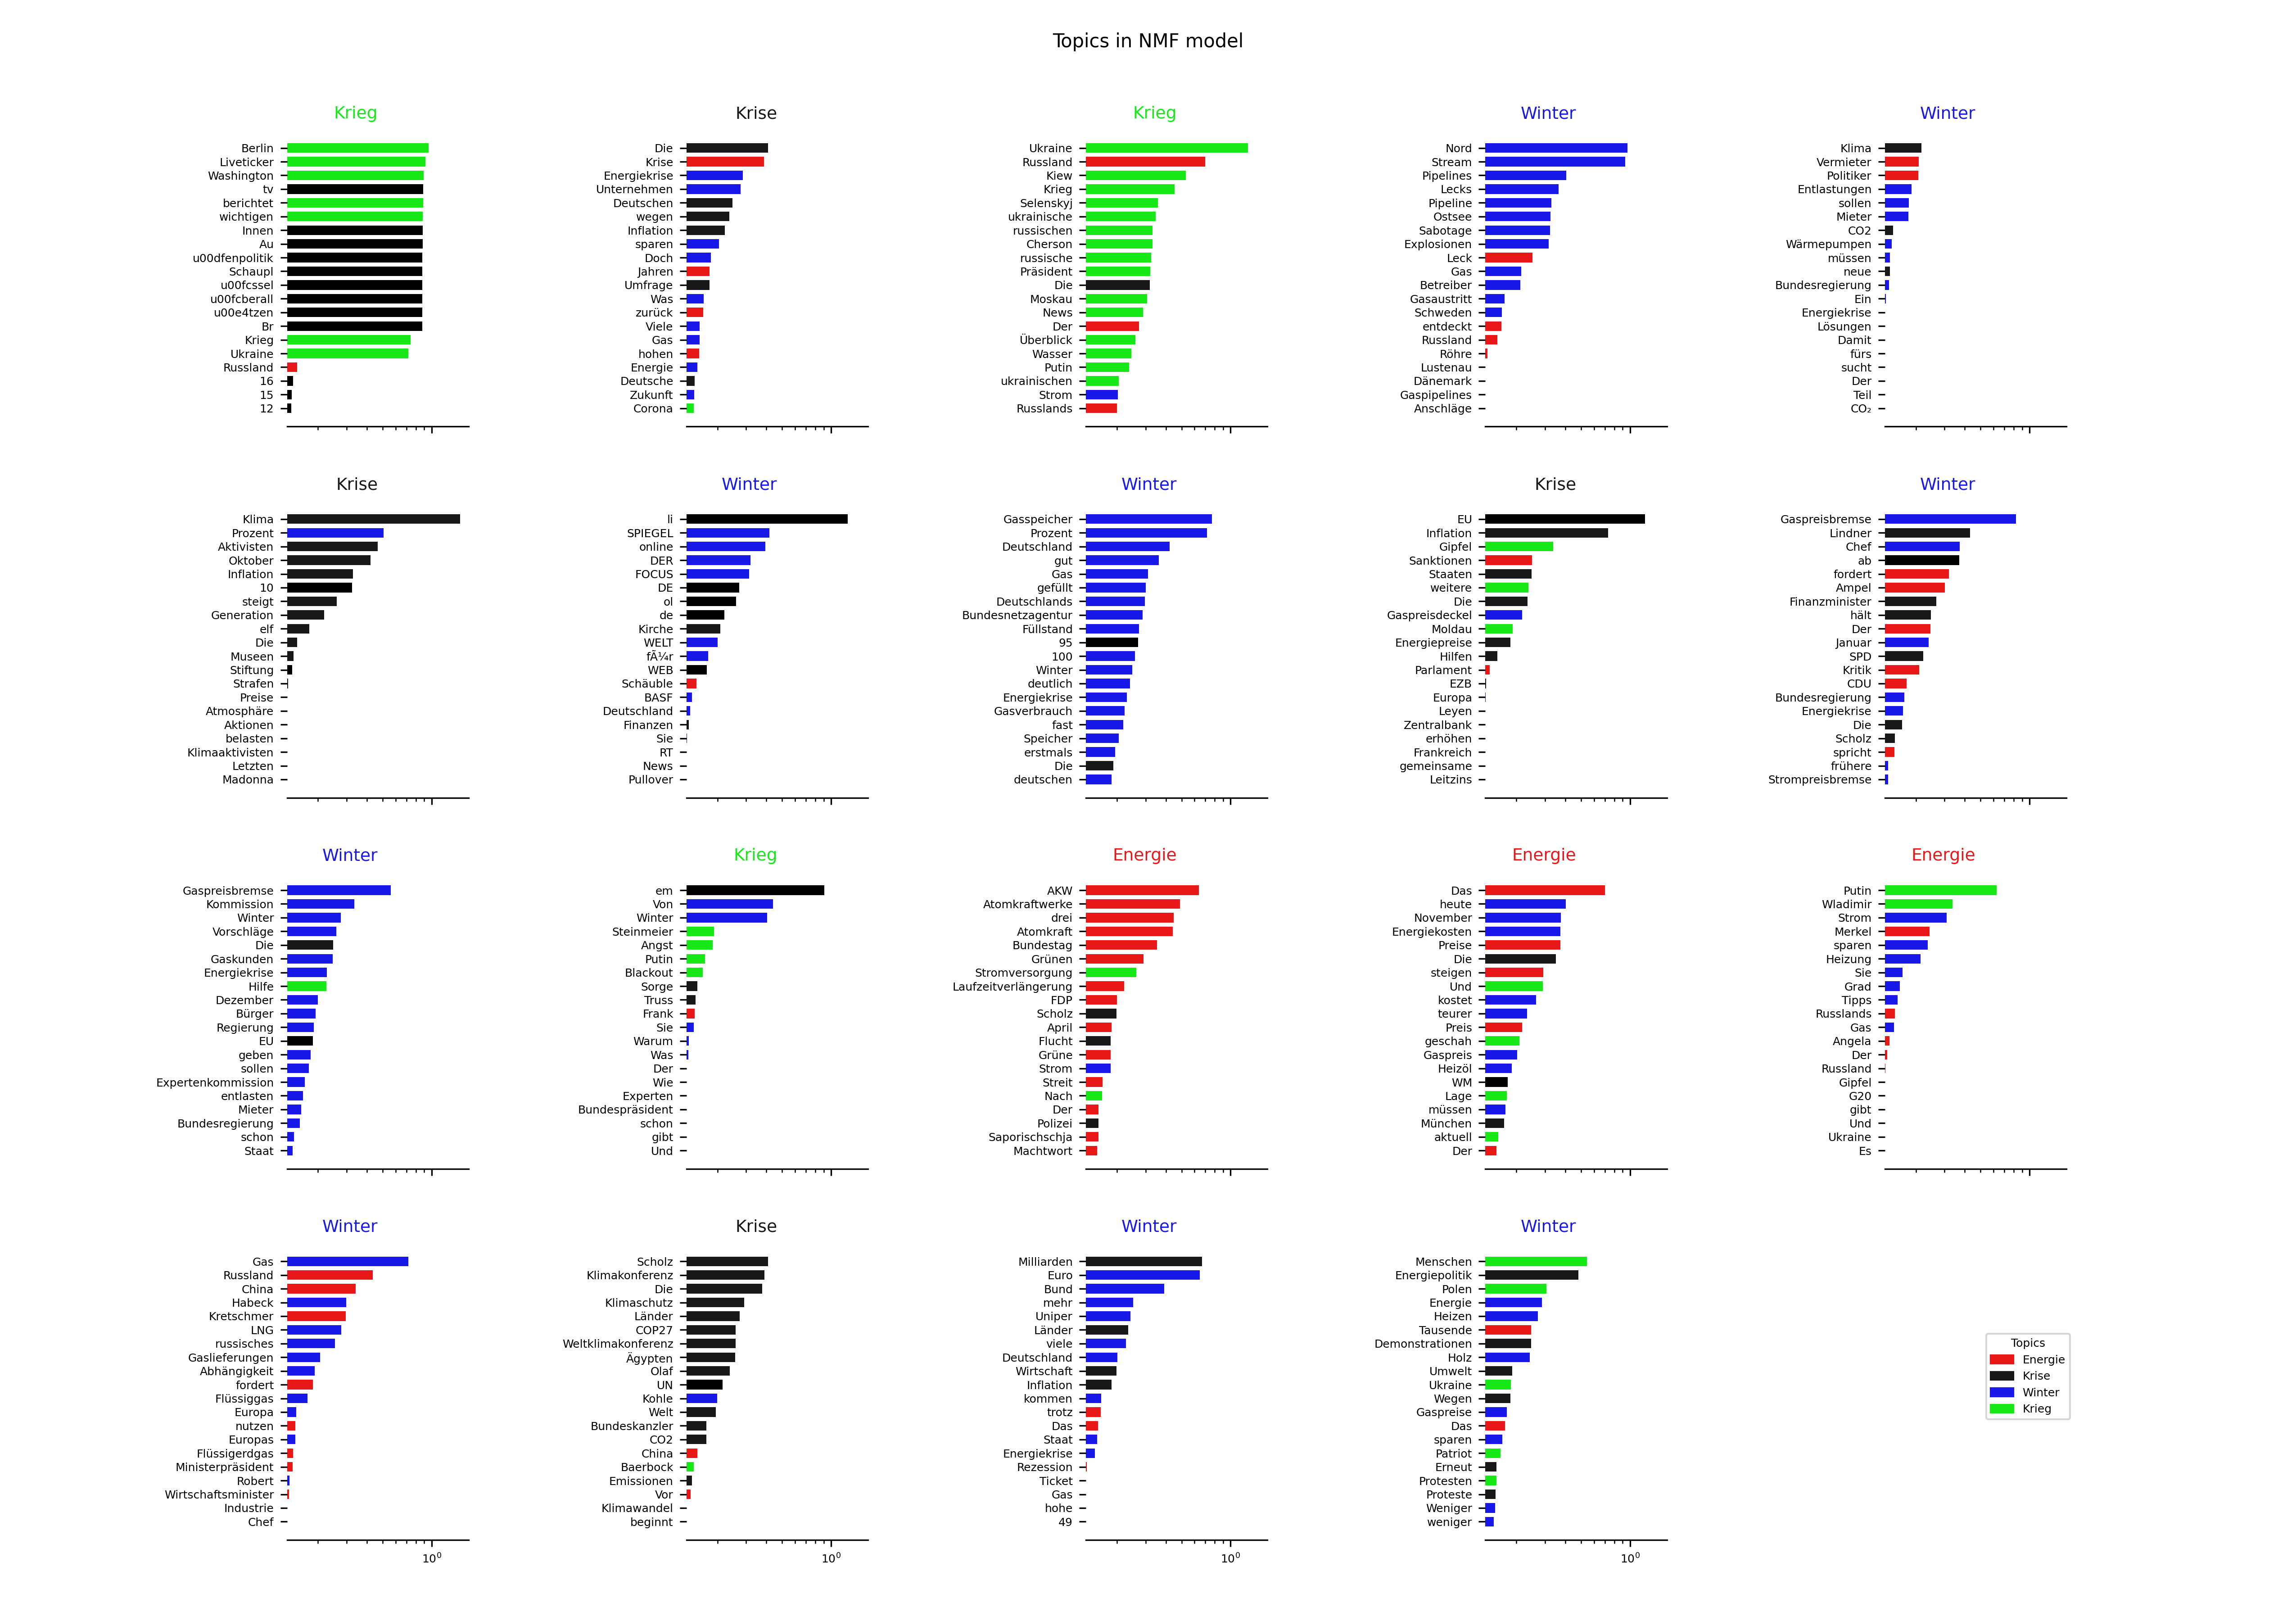 Topics in NMF model
Krieg
Berlin
Liveticker
Washington
tv
berichtet
wichtigen
Innen
Au
u00dfenpolitik
Schaupl
u00fcssel
u00fcberall
u00e4tzen
Br
Krieg
Ukraine
Russland
16
15
12
Krise
Die
Krise
Energiekrise
Unternehmen
Deutschen
wegen
Inflation
sparen
Doch
Jahren
Umfrage
Was
zurück
Viele
Gas
hohen
Energie
Deutsche
Zukunft
Corona
Krieg
Ukraine
Russland
Kiew
Krieg
Selenskyj
ukrainische
russischen
Cherson
russische
Präsident
Die
Moskau
News
Der
Überblick
Wasser
Putin
ukrainischen
Strom
Russlands
Winter
Nord
Stream
Pipelines
Lecks
Pipeline
Ostsee
Sabotage
Explosionen
Leck
Gas
Betreiber
Gasaustritt
Schweden
entdeckt
Russland
Röhre
Lustenau
Dänemark
Gaspipelines
Anschläge
Winter
Klima
Vermieter
Politiker
Entlastungen
sollen
Mieter
CO2
Wärmepumpen
müssen
neue
Bundesregierung
Ein
Energiekrise
Lösungen
Damit
fürs
sucht
Der
Teil
CO₂
Krise
Klima
Prozent
Aktivisten
Oktober
Inflation
10
steigt
Generation
elf
Die
Museen
Stiftung
Strafen
Preise
Atmosphäre
Aktionen
belasten
Klimaaktivisten
Letzten
Madonna
Winter
li
SPIEGEL
online
DER
FOCUS
DE
ol
de
Kirche
WELT
fÃ¼r
WEB
Schäuble
BASF
Deutschland
Finanzen
Sie
RT
News
Pullover
Winter
Gasspeicher
Prozent
Deutschland
gut
Gas
gefüllt
Deutschlands
Bundesnetzagentur
Füllstand
95
100
Winter
deutlich
Energiekrise
Gasverbrauch
fast
Speicher
erstmals
Die
deutschen
Krise
EU
Inflation
Gipfel
Sanktionen
Staaten
weitere
Die
Gaspreisdeckel
Moldau
Energiepreise
Hilfen
Parlament
EZB
Europa
Leyen
Zentralbank
erhöhen
Frankreich
gemeinsame
Leitzins
Winter
Gaspreisbremse
Lindner
Chef
ab
fordert
Ampel
Finanzminister
hält
Der
Januar
SPD
Kritik
CDU
Bundesregierung
Energiekrise
Die
Scholz
spricht
frühere
Strompreisbremse
Winter
Gaspreisbremse
Kommission
Winter
Vorschläge
Die
Gaskunden
Energiekrise
Hilfe
Dezember
Bürger
Regierung
EU
geben
sollen
Expertenkommission
entlasten
Mieter
Bundesregierung
schon
Staat
Krieg
em
Von
Winter
Steinmeier
Angst
Putin
Blackout
Sorge
Truss
Frank
Sie
Warum
Was
Der
Wie
Experten
Bundespräsident
schon
gibt
Und
Energie
AKW
Atomkraftwerke
drei
Atomkraft
Bundestag
Grünen
Stromversorgung
Laufzeitverlängerung
FDP
Scholz
April
Flucht
Grüne
Strom
Streit
Nach
Der
Polizei
Saporischschja
Machtwort
Energie
Das
heute
November
Energiekosten
Preise
Die
steigen
Und
kostet
teurer
Preis
geschah
Gaspreis
Heizöl
WM
Lage
müssen
München
aktuell
Der
Energie
Putin
Wladimir
Strom
Merkel
sparen
Heizung
Sie
Grad
Tipps
Russlands
Gas
Angela
Der
Russland
Gipfel
G20
gibt
Und
Ukraine
Es
Winter
Gas
Russland
China
Habeck
Kretschmer
LNG
russisches
Gaslieferungen
Abhängigkeit
fordert
Flüssiggas
Europa
nutzen
Europas
Flüssigerdgas
Ministerpräsident
Robert
Wirtschaftsminister
Industrie
Chef
10⁰
Krise
Scholz
Klimakonferenz
Die
Klimaschutz
Länder
COP27
Weltklimakonferenz
Ägypten
Olaf
UN
Kohle
Welt
Bundeskanzler
CO2
China
Baerbock
Emissionen
Vor
Klimawandel
beginnt
10⁰
Winter
Milliarden
Euro
Bund
mehr
Uniper
Länder
viele
Deutschland
Wirtschaft
Inflation
kommen
trotz
Das
Staat
Energiekrise
Rezession
Ticket
Gas
hohe
49
10⁰
Winter
Menschen
Energiepolitik
Polen
Energie
Heizen
Tausende
Demonstrationen
Holz
Umwelt
Ukraine
Wegen
Gaspreise
Das
sparen
Patriot
Erneut
Protesten
Proteste
Weniger
weniger
10⁰
Topics
Energie
Krise
Winter
Krieg